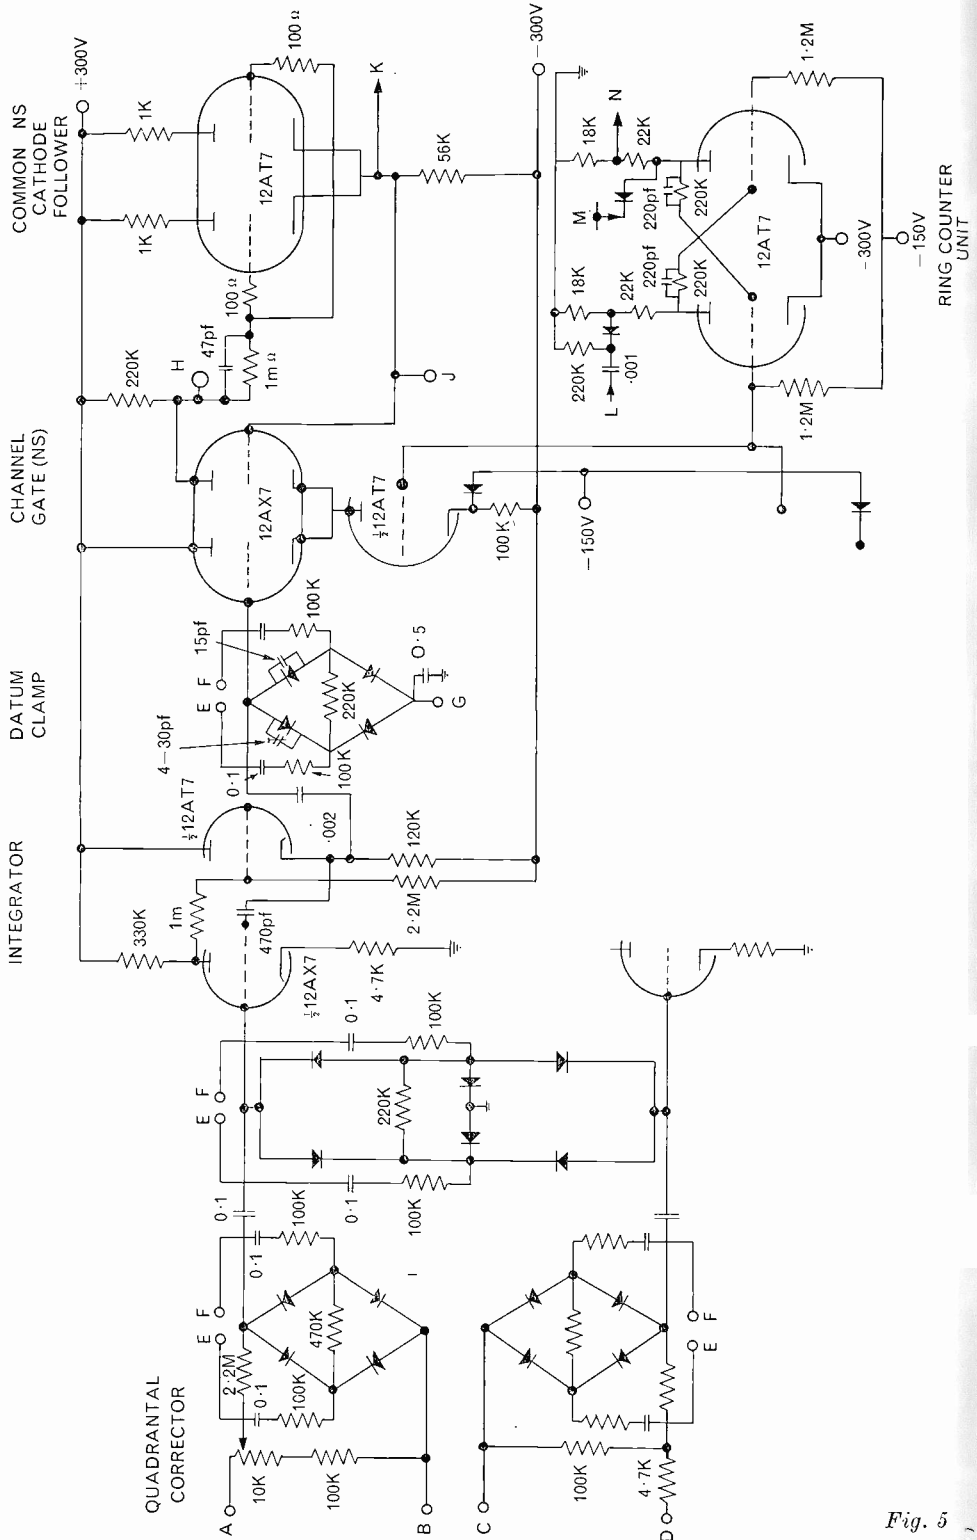 QUADRANTAL
CORRECTOR
INTEGRATOR
DATUM
CLAMP
CHANNEL
GATE (NS)
COMMON NS
CATHODE
FOLLOWER
A
10K
100K
B
2·2M
E F
0·1
100K
470K
0·1
100K
0·1
E F
0·1
100K
220K
0·1
100K
C
D
100K
4·7K
E F
330K
1m
470pf
½12AX7
4·7K
½12AT7
·002
120K
2·2M
4–30pf
0·1
100K
E F
15pf
100K
220K
0·5
G
12AX7
½12AT7
100K
−150V
220K
H
47pf
1mΩ
100Ω
J
1K
1K
12AT7
+300V
100Ω
K
56K
−300V
L
·001
220K
18K
22K
220pf
220K
M
18K
N
22K
220pf
220K
12AT7
1·2M
1·2M
−300V
−150V
RING COUNTER
UNIT
Fig. 5